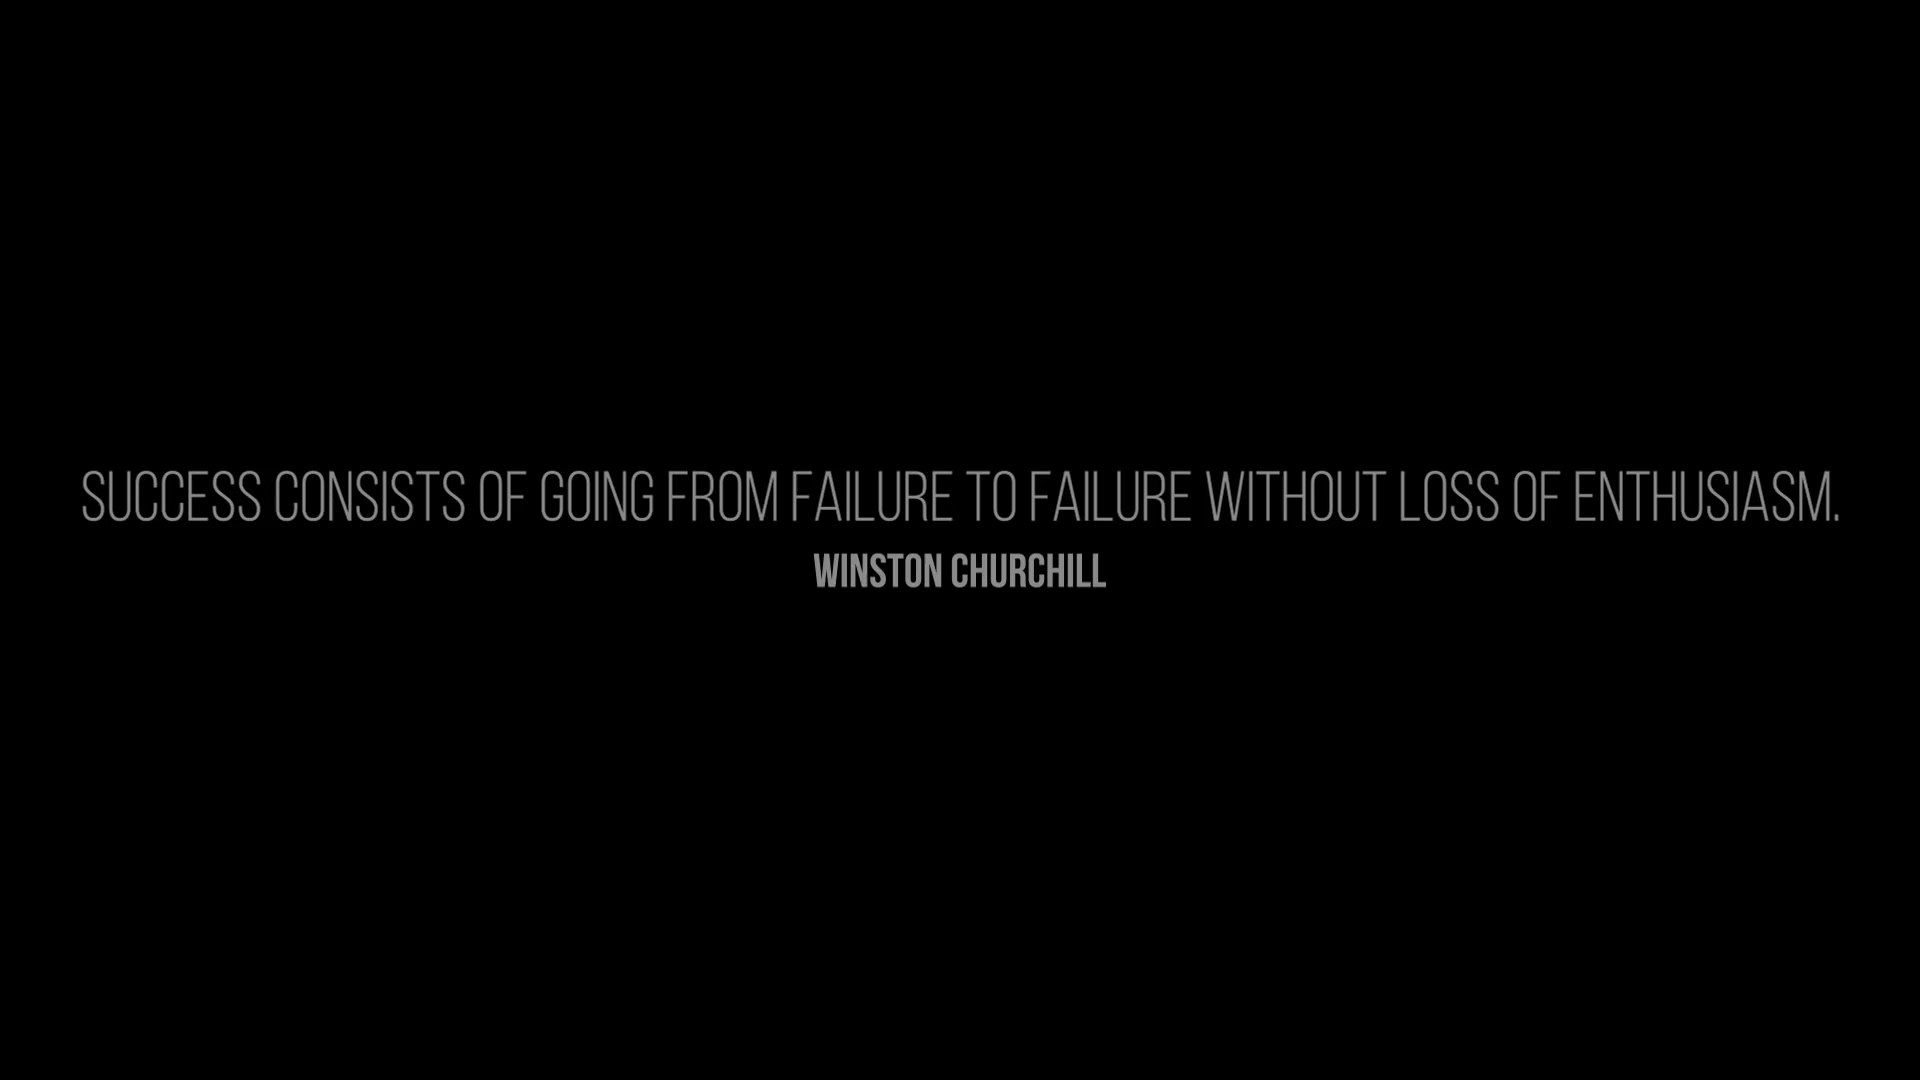 SUCCESS CONSISTS OF GOING FROM FAILURE TO FAILURE WITHOUT LOSS OF ENTHUSIASM.
WINSTON CHURCHILL